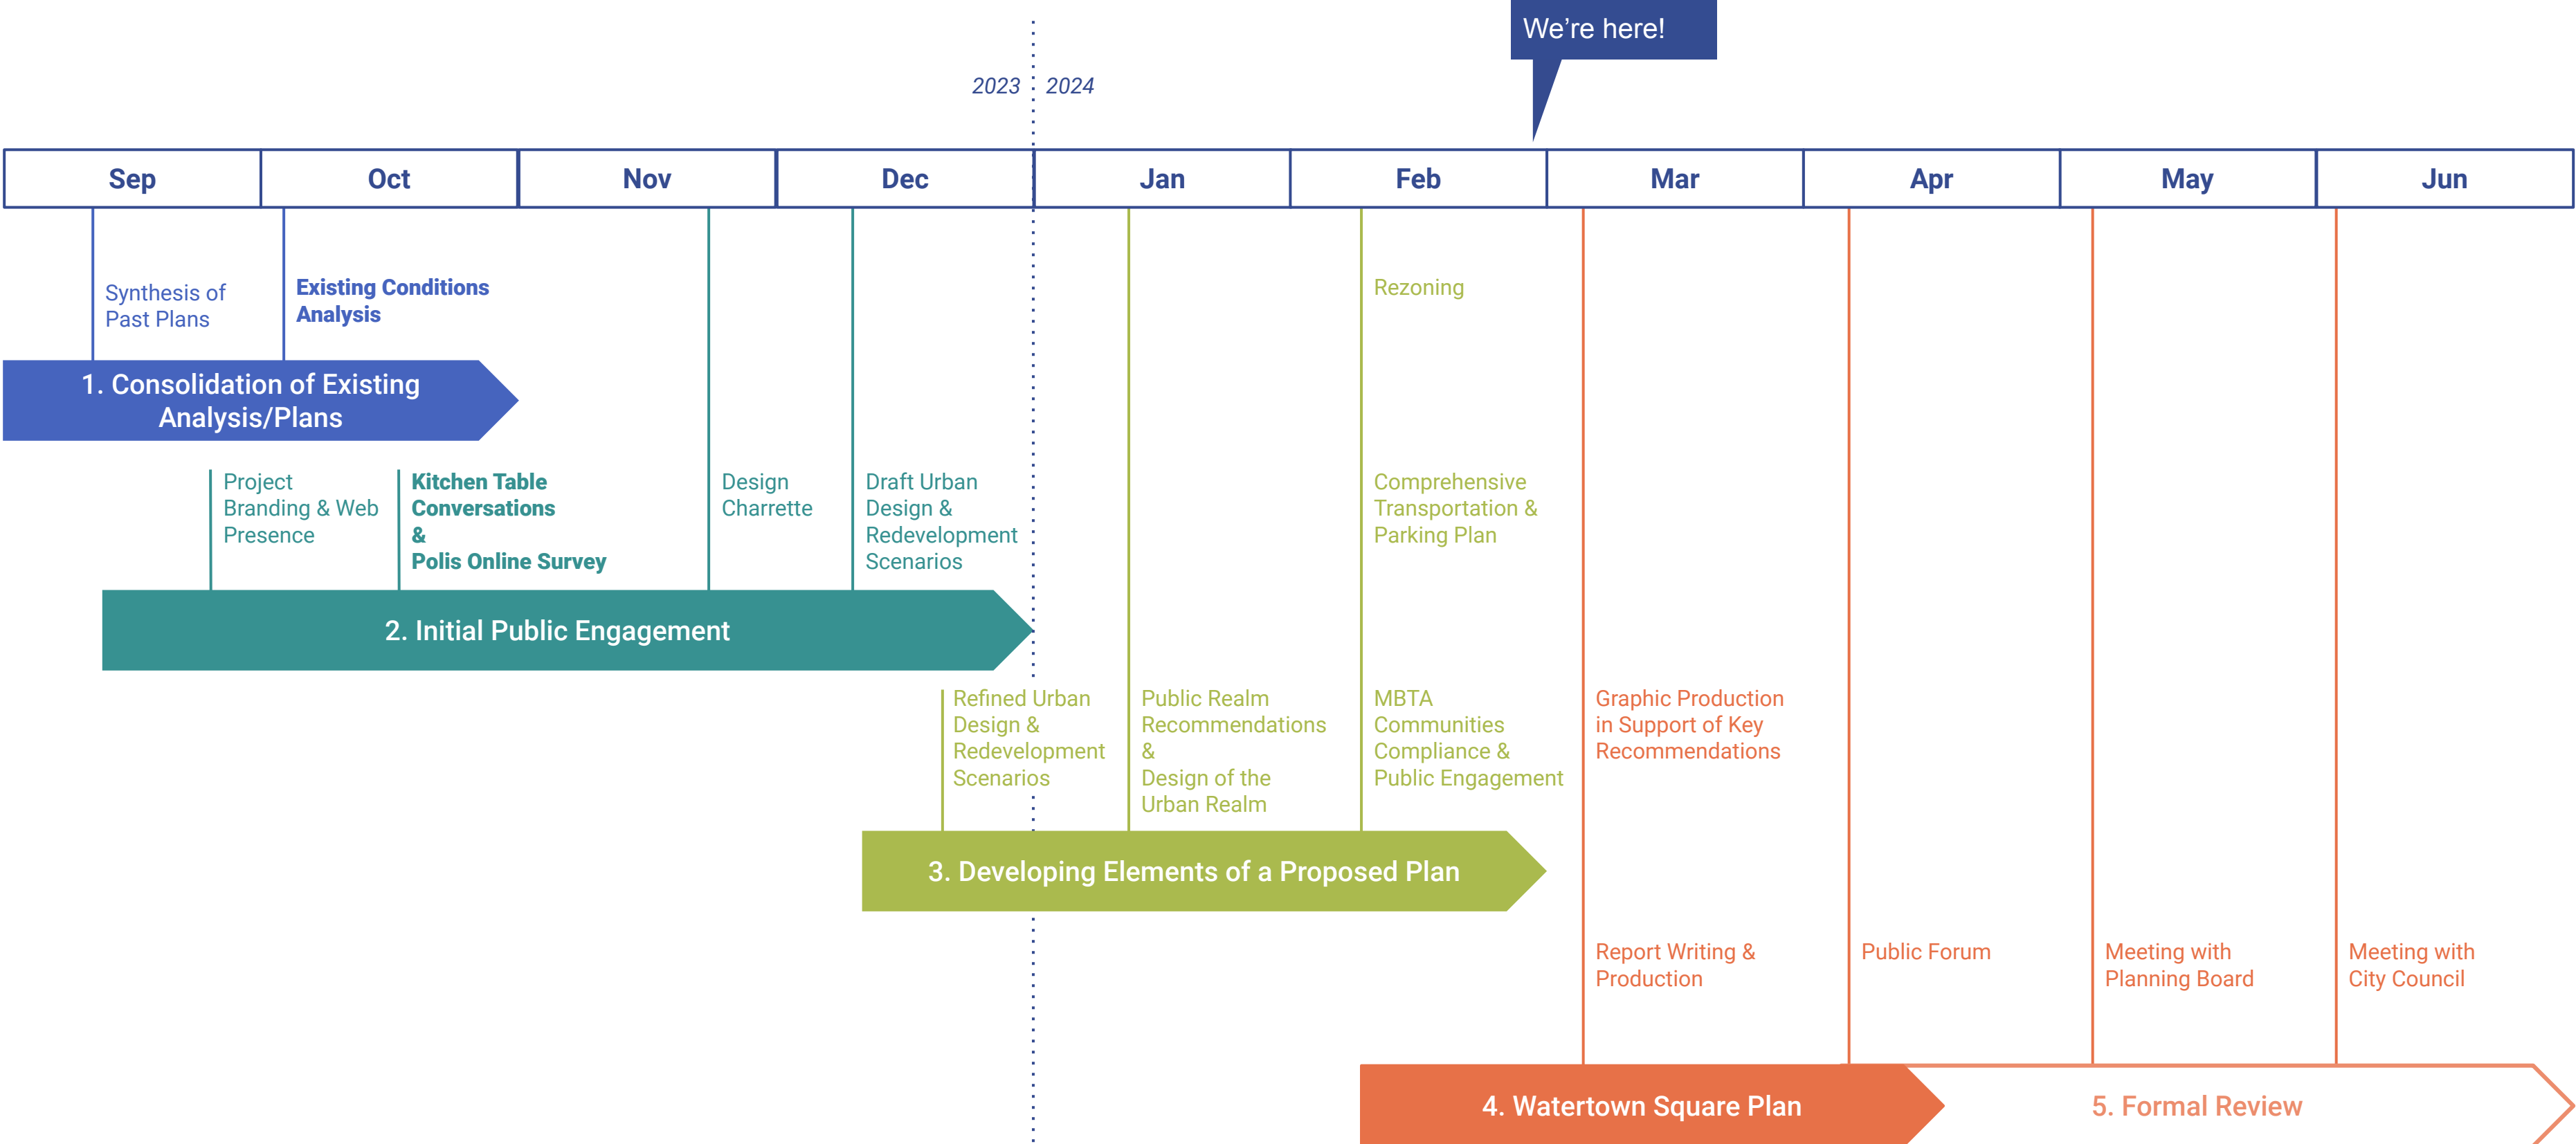 We're here!
2023
2024
Sep
Oct
Nov
Dec
Jan
Feb
Mar
Apr
May
Jun
Synthesis of
Past Plans
Existing Conditions
Analysis
Rezoning
1. Consolidation of Existing
Analysis/Plans
Project
Branding & Web
Presence
Kitchen Table
Conversations
&
Polis Online Survey
Design
Charrette
Draft Urban
Design &
Redevelopment
Scenarios
Comprehensive
Transportation &
Parking Plan
2. Initial Public Engagement
Refined Urban
Design &
Redevelopment
Scenarios
Public Realm
Recommendations
&
Design of the
Urban Realm
MBTA
Communities
Compliance &
Public Engagement
Graphic Production
in Support of Key
Recommendations
3. Developing Elements of a Proposed Plan
Report Writing &
Production
Public Forum
Meeting with
Planning Board
Meeting with
City Council
4. Watertown Square Plan
5. Formal Review